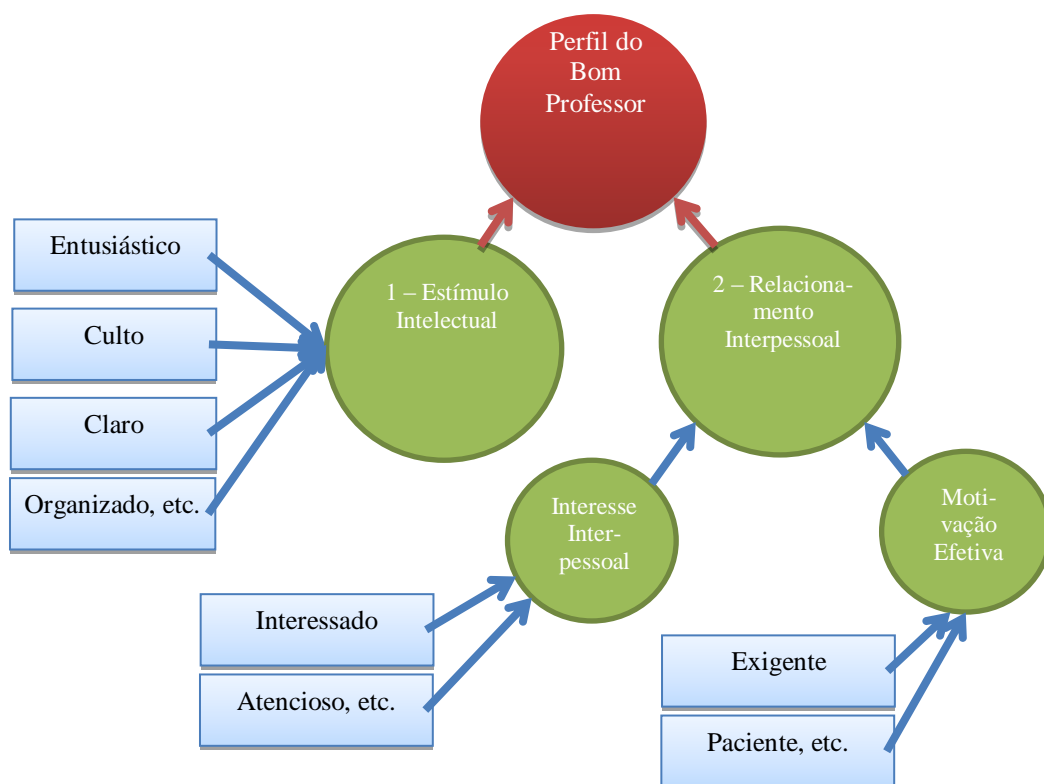 Perfil do
Bom
Professor
Entusiástico
Culto
Claro
Organizado, etc.
1 – Estímulo
Intelectual
2 – Relaciona-
mento
Interpessoal
Interesse
Inter-
pessoal
Moti-
vação
Efetiva
Interessado
Atencioso, etc.
Exigente
Paciente, etc.